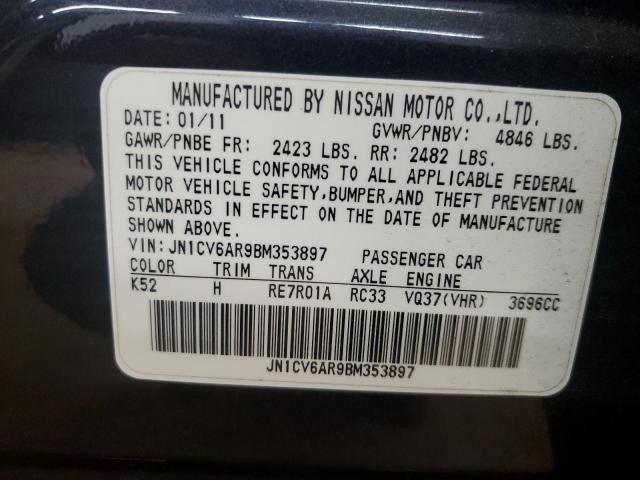 MANUFACTURED BY NISSAN MOTOR CO.,LTD.
DATE: 01/11 GVWR/PNBV: 4846 LBS.
GAWR/PNBE FR: 2423 LBS. RR: 2482 LBS.
THIS VEHICLE CONFORMS TO ALL APPLICABLE FEDERAL
MOTOR VEHICLE SAFETY,BUMPER,AND THEFT PREVENTION
STANDARDS IN EFFECT ON THE DATE OF MANUFACTURE
SHOWN ABOVE.
VIN: JN1CV6AR9BM353897 PASSENGER CAR
COLOR TRIM TRANS AXLE ENGINE
K52 H RE7R01A RC33 VQ37(VHR) 3696CC
JN1CV6AR9BM353897